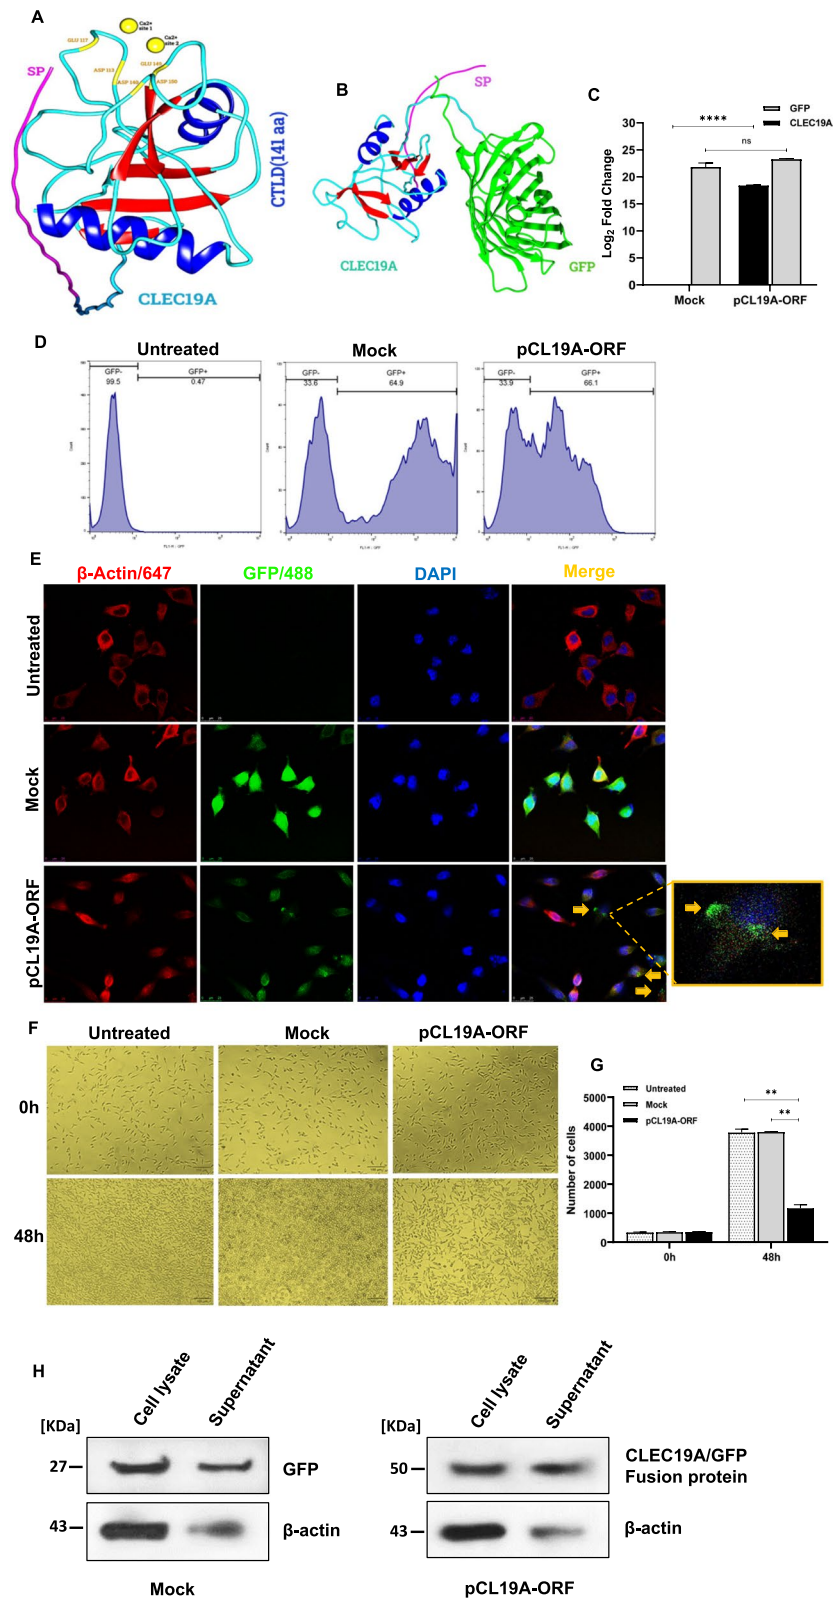 A
Ca2+
site 1
GLU 117
Ca2+
site 2
GLU 140
SP
ASP 113
ASP 150
CTLD(141 aa)
CLEC19A
B
SP
CLEC19A
GFP
C
GFP
CLEC19A
****
ns
Log2 Fold Change
30
25
20
15
10
5
0
Mock pCL19A-ORF
D
Untreated Mock pCL19A-ORF
GFP- GFP+ GFP- GFP+ GFP- GFP+
99.5 0.47 33.6 64.9 33.9 66.1
E
β-Actin/647 GFP/488 DAPI Merge
Untreated
Mock
pCL19A-ORF
F
Untreated Mock pCL19A-ORF
0h
48h
G
Untreated
Mock
pCL19A-ORF
**
**
Number of cells
5000
4000
3000
2000
1000
0
0h 48h
H
Cell lysate Supernatant Cell lysate Supernatant
[KDa] [KDa]
27 GFP 50 CLEC19A/GFP
Fusion protein
43 β-actin 43 β-actin
Mock pCL19A-ORF